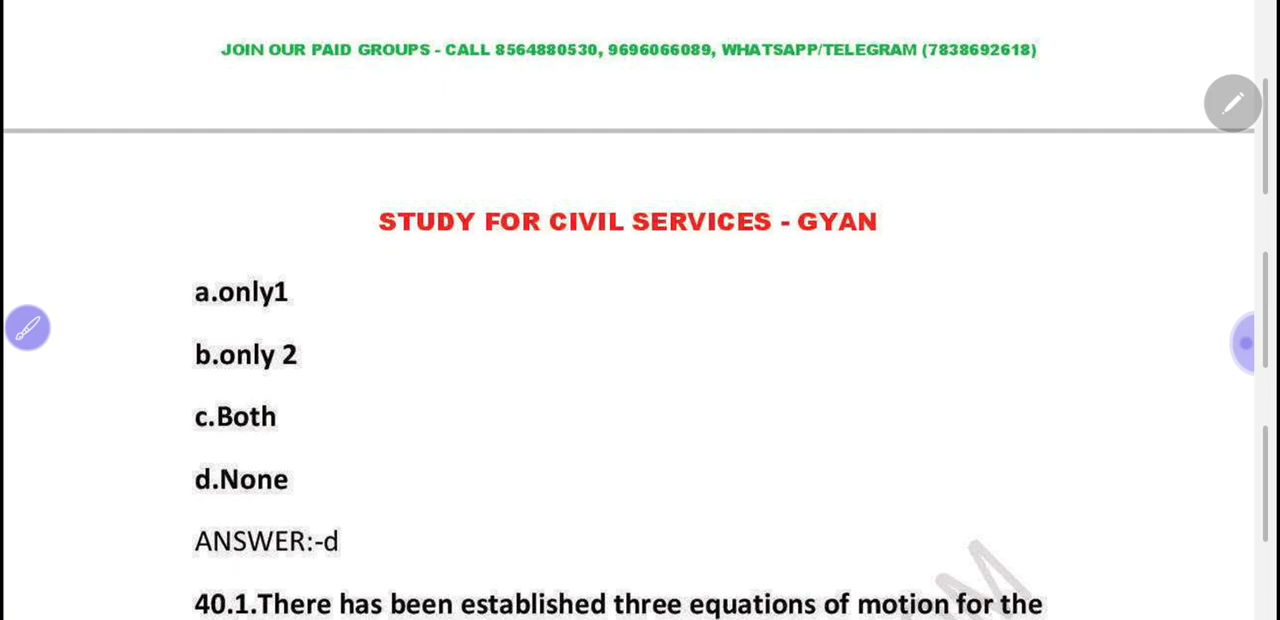 JOIN OUR PAID GROUPS - CALL 8564880530, 9696066089, WHATSAPP/TELEGRAM (7838692618)
STUDY FOR CIVIL SERVICES - GYAN
a.only1
b.only 2
c.Both
d.None
ANSWER:-d
40.1.There has been established three equations of motion for the